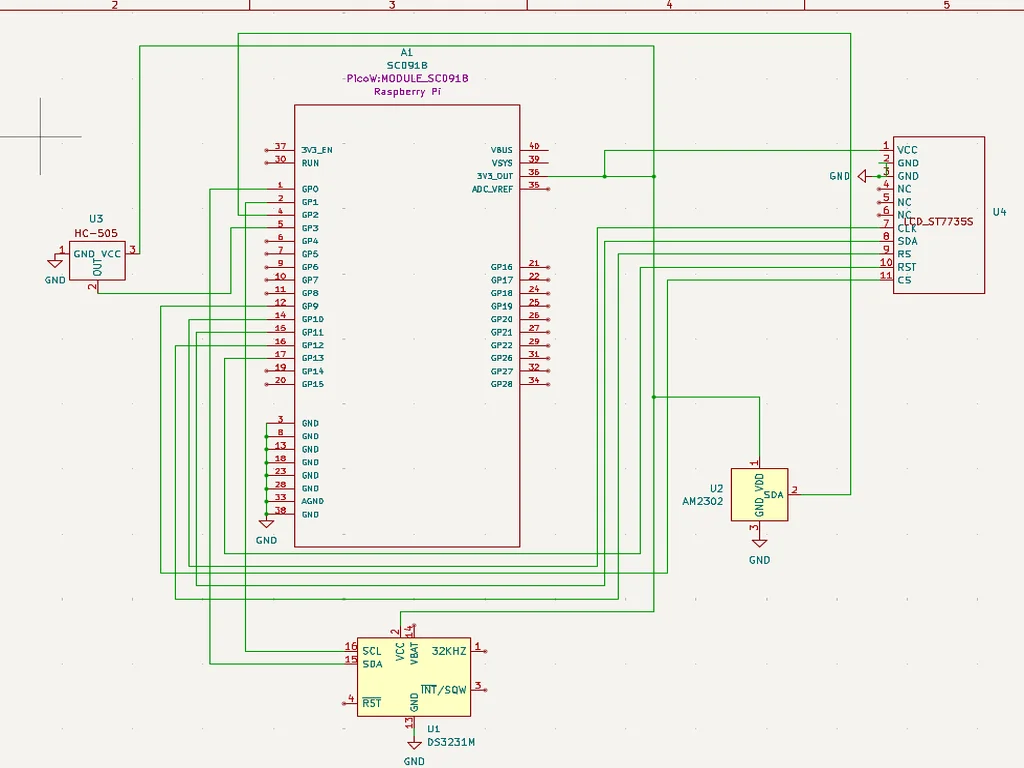 2 3 4 5
A1
SC0918
PicoW:MODULE_SC0918
Raspberry Pi
37 3V3_EN
30 RUN
1 GP0
2 GP1
4 GP2
5 GP3
6 GP4
7 GP5
9 GP6
10 GP7
11 GP8
12 GP9
14 GP10
15 GP11
16 GP12
17 GP13
19 GP14
20 GP15
3 GND
8 GND
13 GND
18 GND
23 GND
28 GND
33 AGND
38 GND
GND
VBUS 40
VSYS 39
3V3_OUT 36
ADC_VREF 35
GP16 21
GP17 22
GP18 24
GP19 25
GP20 26
GP21 27
GP22 29
GP26 31
GP27 32
GP28 34
U3
HC-505
1 GND VCC 3
OUT
2
GND
1 VCC
2 GND
GND 3 GND
4 NC
5 NC
6 NC
LCD_ST7735S
U4
7 CLK
8 SDA
9 RS
10 RST
11 CS
U2
AM2302
1
VDD
SDA 2
GND
3
GND
2 14
VCC VBAT
16 SCL
15 SDA
32KHZ 1
INT/SQW 3
4 RST
GND
13
U1
DS3231M
GND